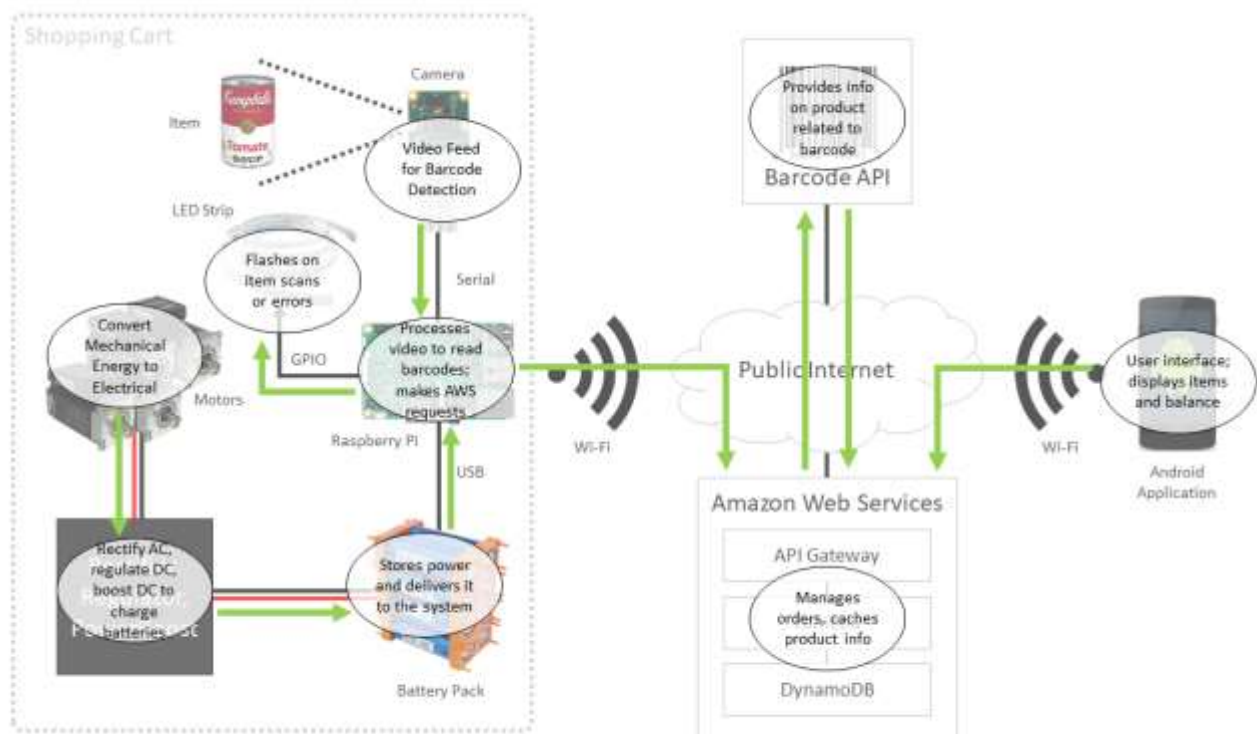 Shopping Cart
Camera
Item
Campbell's
Tomato
SOUP
Video Feed
for Barcode
Detection
LED Strip
Flashes on
item scans
or errors
Serial
Convert
Mechanical
Energy to
Electrical
Motors
GPIO
Processes
video to read
barcodes;
makes AWS
requests
Raspberry Pi
USB
Rectify AC,
regulate DC,
boost DC to
charge
batteries
Stores power
and delivers it
to the system
Battery Pack
Provides info
on product
related to
barcode
Barcode API
Public Internet
Wi-Fi
Wi-Fi
User interface;
displays items
and balance
Android
Application
Amazon Web Services
API Gateway
Manages
orders, caches
product info
DynamoDB